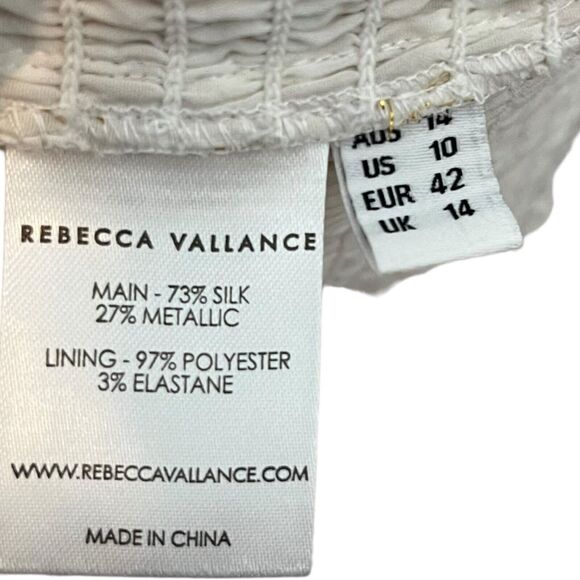 REBECCA VALLANCE
MAIN - 73% SILK
27% METALLIC
LINING - 97% POLYESTER
3% ELASTANE
WWW.REBECCAVALLANCE.COM
MADE IN CHINA
AUS 14
US 10
EUR 42
UK 14